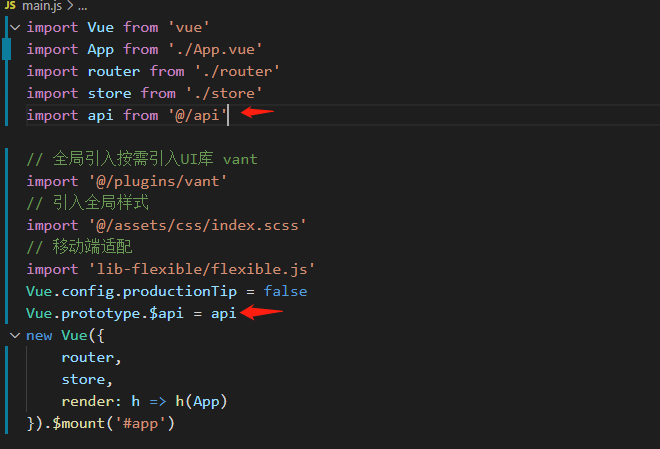 main.js > ...
import Vue from 'vue'
import App from './App.vue'
import router from './router'
import store from './store'
import api from '@/api'
// 全局引入按需引入UI库 vant
import '@/plugins/vant'
// 引入全局样式
import '@/assets/css/index.scss'
// 移动端适配
import 'lib-flexible/flexible.js'
Vue.config.productionTip = false
Vue.prototype.$api = api
new Vue({
    router,
    store,
    render: h => h(App)
}).$mount('#app')